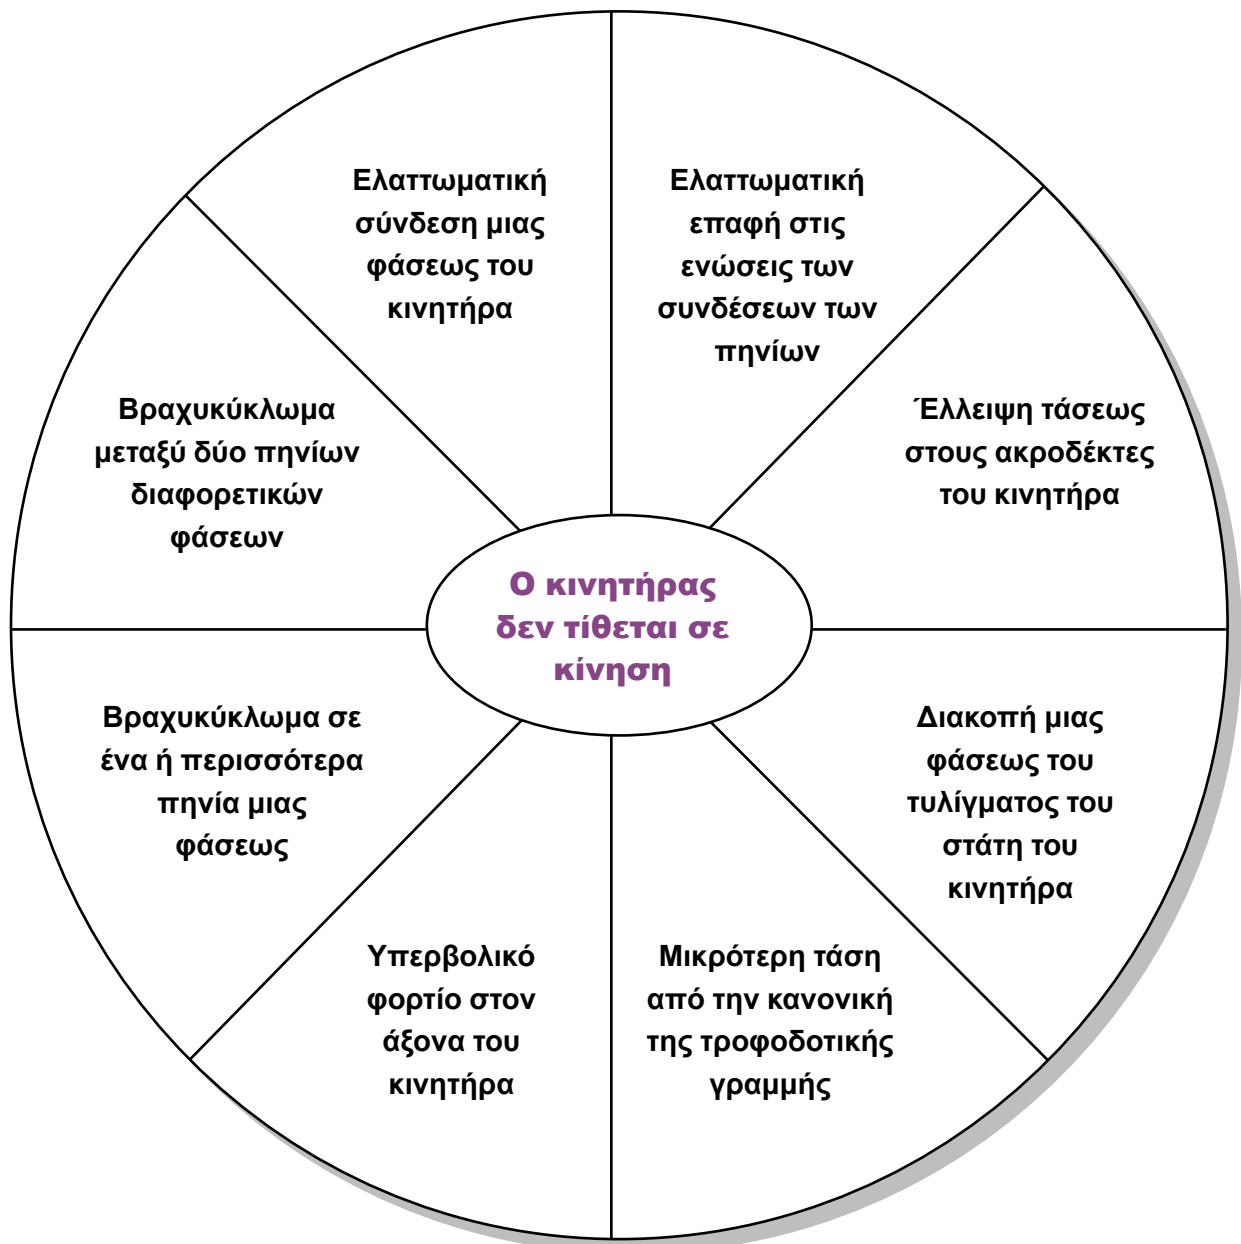 Ελαττωματική
σύνδεση μιας
φάσεως του
κινητήρα
Ελαττωματική
επαφή στις
ενώσεις των
συνδέσεων των
πηνίων
Έλλειψη τάσεως
στους ακροδέκτες
του κινητήρα
Διακοπή μιας
φάσεως του
τυλίγματος του
στάτη του
κινητήρα
Μικρότερη τάση
από την κανονική
της τροφοδοτικής
γραμμής
Υπερβολικό
φορτίο στον
άξονα του
κινητήρα
Βραχυκύκλωμα σε
ένα ή περισσότερα
πηνία μιας
φάσεως
Βραχυκύκλωμα
μεταξύ δύο πηνίων
διαφορετικών
φάσεων
Ο κινητήρας
δεν τίθεται σε
κίνηση